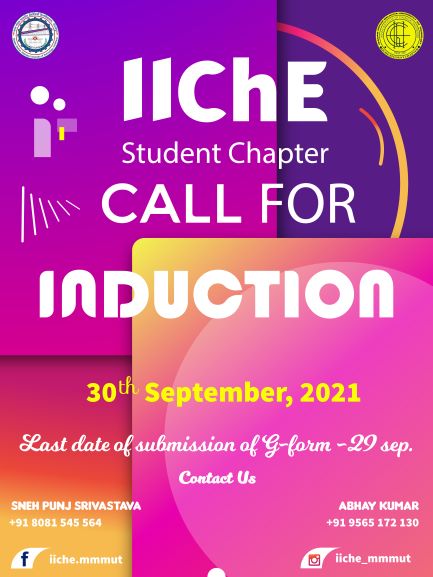 IIChE
Student Chapter
CALL FOR
INDUCTION
30th September, 2021
Last date of submission of G-form ~29 sep.
Contact Us
SNEH PUNJ SRIVASTAVA
ABHAY KUMAR
+91 8081 545 564
+91 9565 172 130
f iiche.mmmut
iiche_mmmut